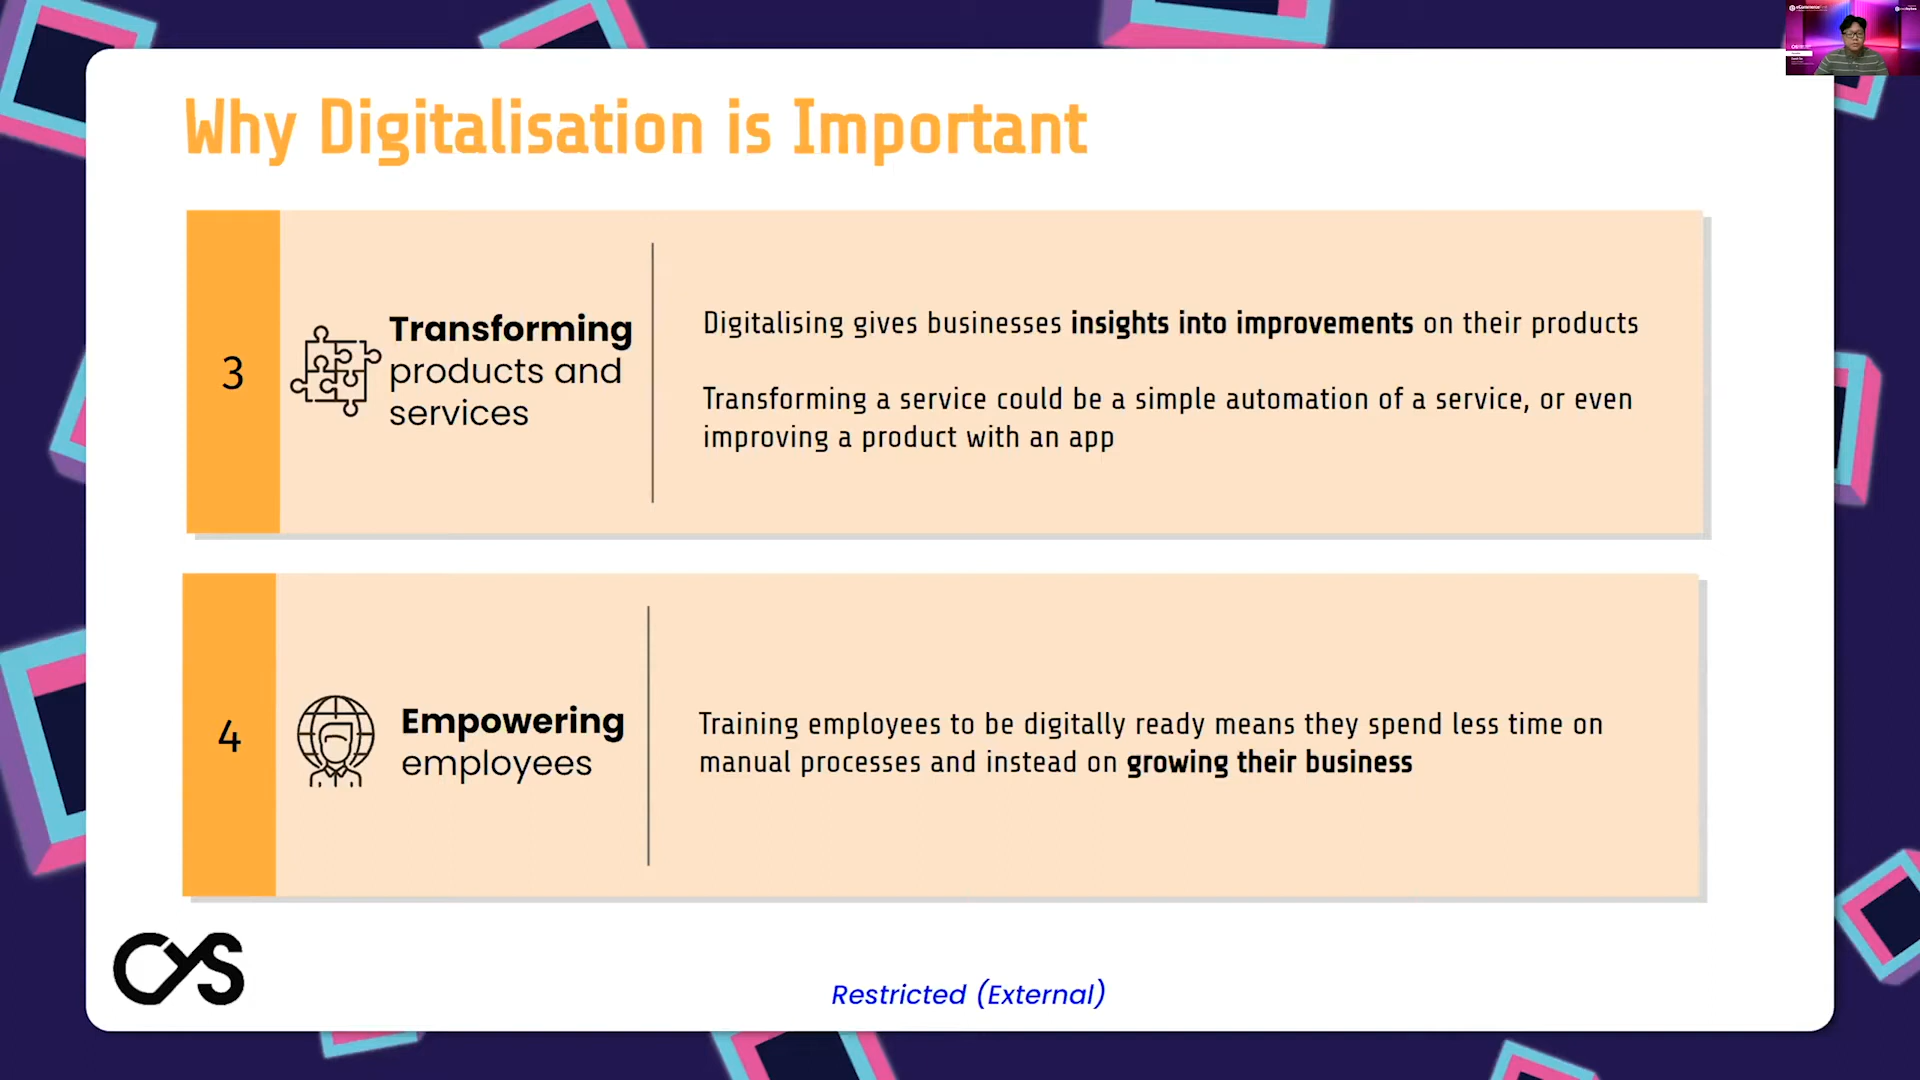 Why Digitalisation is Important
3
Transforming
products and
services
Digitalising gives businesses insights into improvements on their products
Transforming a service could be a simple automation of a service, or even
improving a product with an app
4
Empowering
employees
Training employees to be digitally ready means they spend less time on
manual processes and instead on growing their business
CYS
Restricted (External)